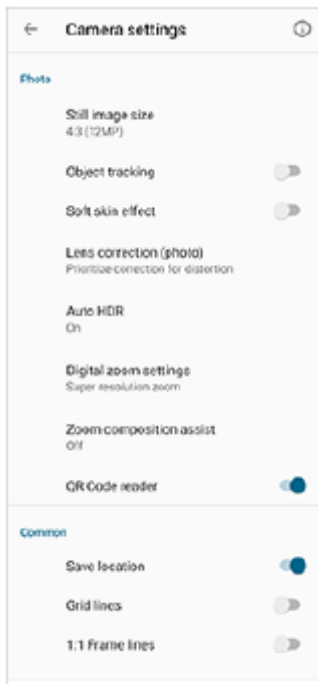 Camera settings
Photo
Still image size
4:3 (12MP)
Object tracking
Soft skin effect
Lens correction (photo)
Prioritize correction for distortion
Auto HDR
On
Digital zoom settings
Super resolution zoom
Zoom composition assist
Off
QR Code reader
Common
Save location
Grid lines
1:1 Frame lines